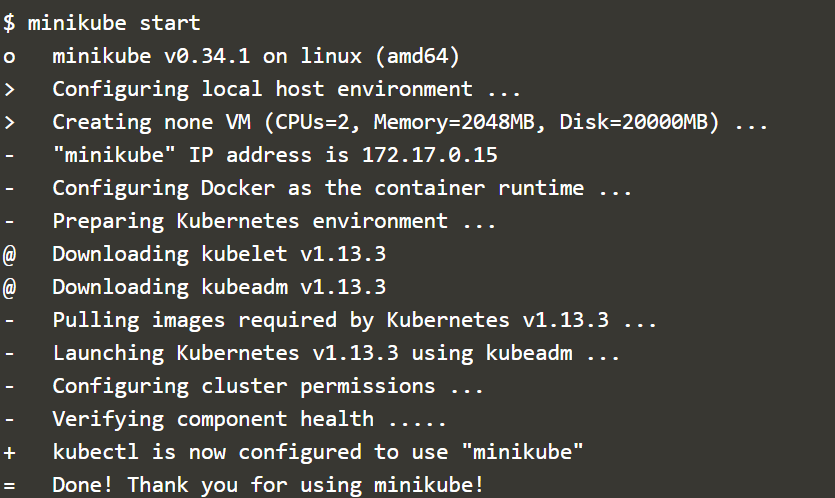 $ minikube start
o   minikube v0.34.1 on linux (amd64)
>   Configuring local host environment ...
>   Creating none VM (CPUs=2, Memory=2048MB, Disk=20000MB) ...
-   "minikube" IP address is 172.17.0.15
-   Configuring Docker as the container runtime ...
-   Preparing Kubernetes environment ...
@   Downloading kubelet v1.13.3
@   Downloading kubeadm v1.13.3
-   Pulling images required by Kubernetes v1.13.3 ...
-   Launching Kubernetes v1.13.3 using kubeadm ...
-   Configuring cluster permissions ...
-   Verifying component health .....
+   kubectl is now configured to use "minikube"
=   Done! Thank you for using minikube!